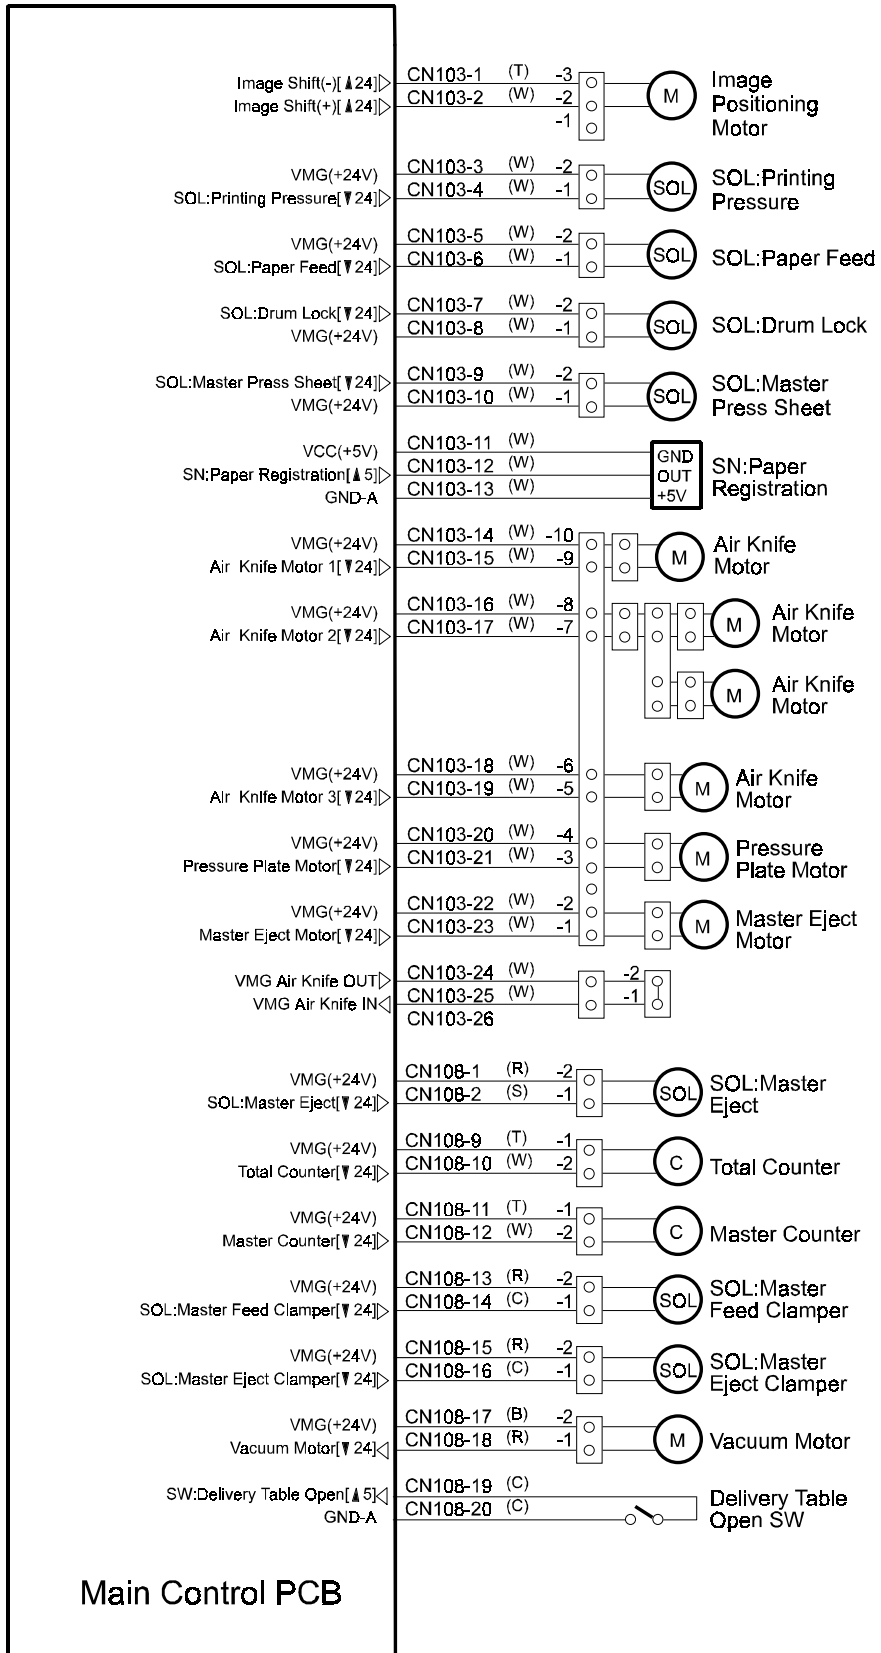 Image Shift(-)[▲24] CN103-1 (T) -3 Image
Image Shift(+)[▲24] CN103-2 (W) -2 M Positioning
-1 Motor
VMG(+24V) CN103-3 (W) -2 SOL:Printing
SOL:Printing Pressure[▼24] CN103-4 (W) -1 SOL Pressure
VMG(+24V) CN103-5 (W) -2
SOL:Paper Feed[▼24] CN103-6 (W) -1 SOL SOL:Paper Feed
SOL:Drum Lock[▼24] CN103-7 (W) -2
VMG(+24V) CN103-8 (W) -1 SOL SOL:Drum Lock
SOL:Master Press Sheet[▼24] CN103-9 (W) -2 SOL:Master
VMG(+24V) CN103-10 (W) -1 SOL Press Sheet
VCC(+5V) CN103-11 (W) GND
SN:Paper Registration[▲5] CN103-12 (W) OUT SN:Paper
GND-A CN103-13 (W) +5V Registration
VMG(+24V) CN103-14 (W) -10 Air Knife
Air Knife Motor 1[▼24] CN103-15 (W) -9 M Motor
VMG(+24V) CN103-16 (W) -8 Air Knife
Air Knife Motor 2[▼24] CN103-17 (W) -7 M Motor
Air Knife
M Motor
VMG(+24V) CN103-18 (W) -6 Air Knife
Air Knife Motor 3[▼24] CN103-19 (W) -5 M Motor
VMG(+24V) CN103-20 (W) -4 Pressure
Pressure Plate Motor[▼24] CN103-21 (W) -3 M Plate Motor
VMG(+24V) CN103-22 (W) -2 Master Eject
Master Eject Motor[▼24] CN103-23 (W) -1 M Motor
VMG Air Knife OUT CN103-24 (W) -2
VMG Air Knife IN CN103-25 (W) -1
CN103-26
VMG(+24V) CN108-1 (R) -2 SOL:Master
SOL:Master Eject[▼24] CN108-2 (S) -1 SOL Eject
VMG(+24V) CN108-9 (T) -1
Total Counter[▼24] CN108-10 (W) -2 C Total Counter
VMG(+24V) CN108-11 (T) -1
Master Counter[▼24] CN108-12 (W) -2 C Master Counter
VMG(+24V) CN108-13 (R) -2 SOL:Master
SOL:Master Feed Clamper[▼24] CN108-14 (C) -1 SOL Feed Clamper
VMG(+24V) CN108-15 (R) -2 SOL:Master
SOL:Master Eject Clamper[▼24] CN108-16 (C) -1 SOL Eject Clamper
VMG(+24V) CN108-17 (B) -2
Vacuum Motor[▼24] CN108-18 (R) -1 M Vacuum Motor
SW:Delivery Table Open[▲5] CN108-19 (C) Delivery Table
GND-A CN108-20 (C) Open SW
Main Control PCB